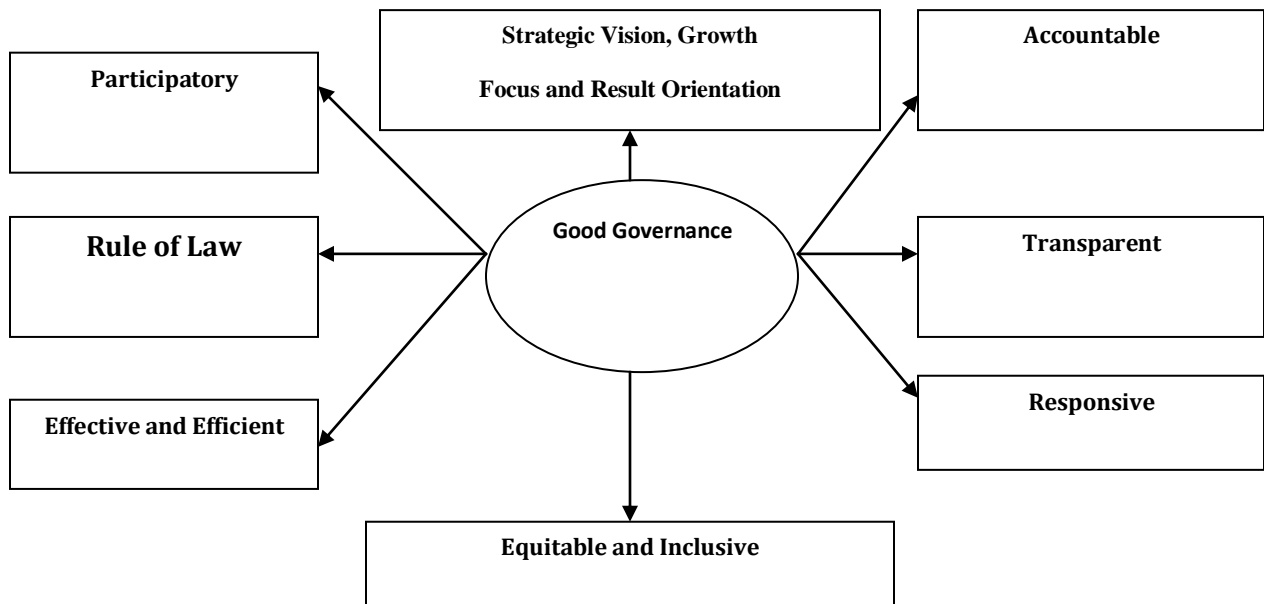 Strategic Vision, Growth
Focus and Result Orientation
Accountable
Participatory
Good Governance
Rule of Law
Transparent
Effective and Efficient
Responsive
Equitable and Inclusive